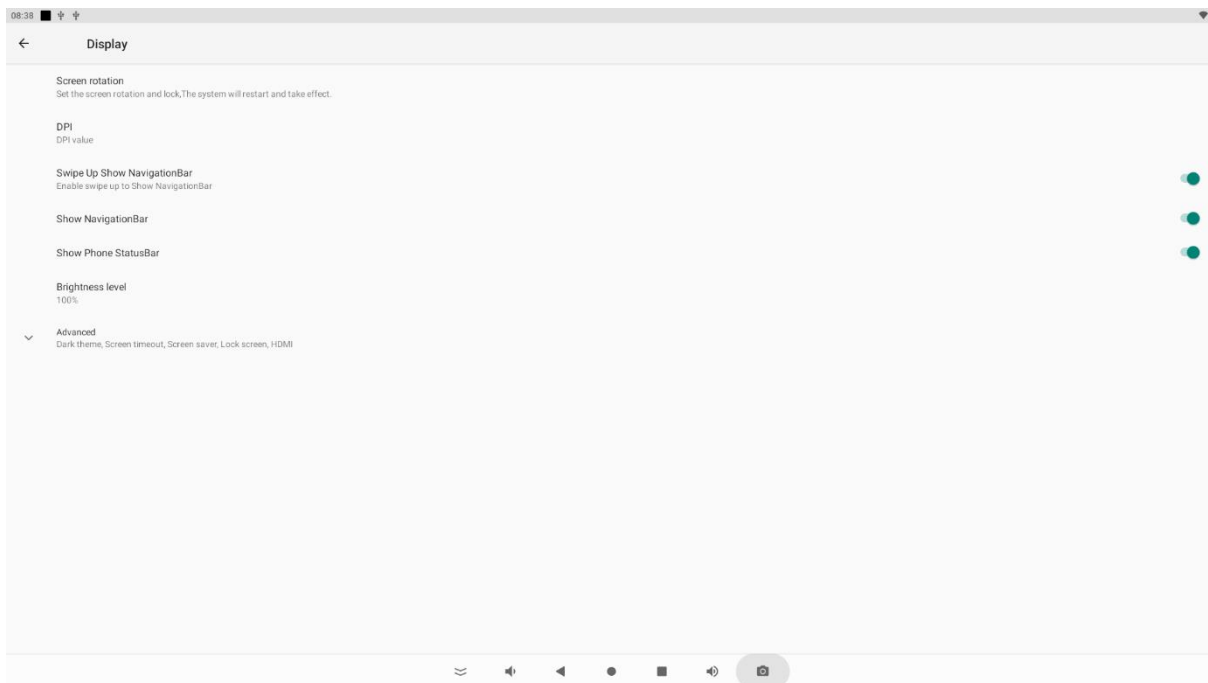 08:38
Display
Screen rotation
Set the screen rotation and lock,The system will restart and take effect.
DPI
DPI value
Swipe Up Show NavigationBar
Enable swipe up to Show NavigationBar
Show NavigationBar
Show Phone StatusBar
Brightness level
100%
Advanced
Dark theme, Screen timeout, Screen saver, Lock screen, HDMI